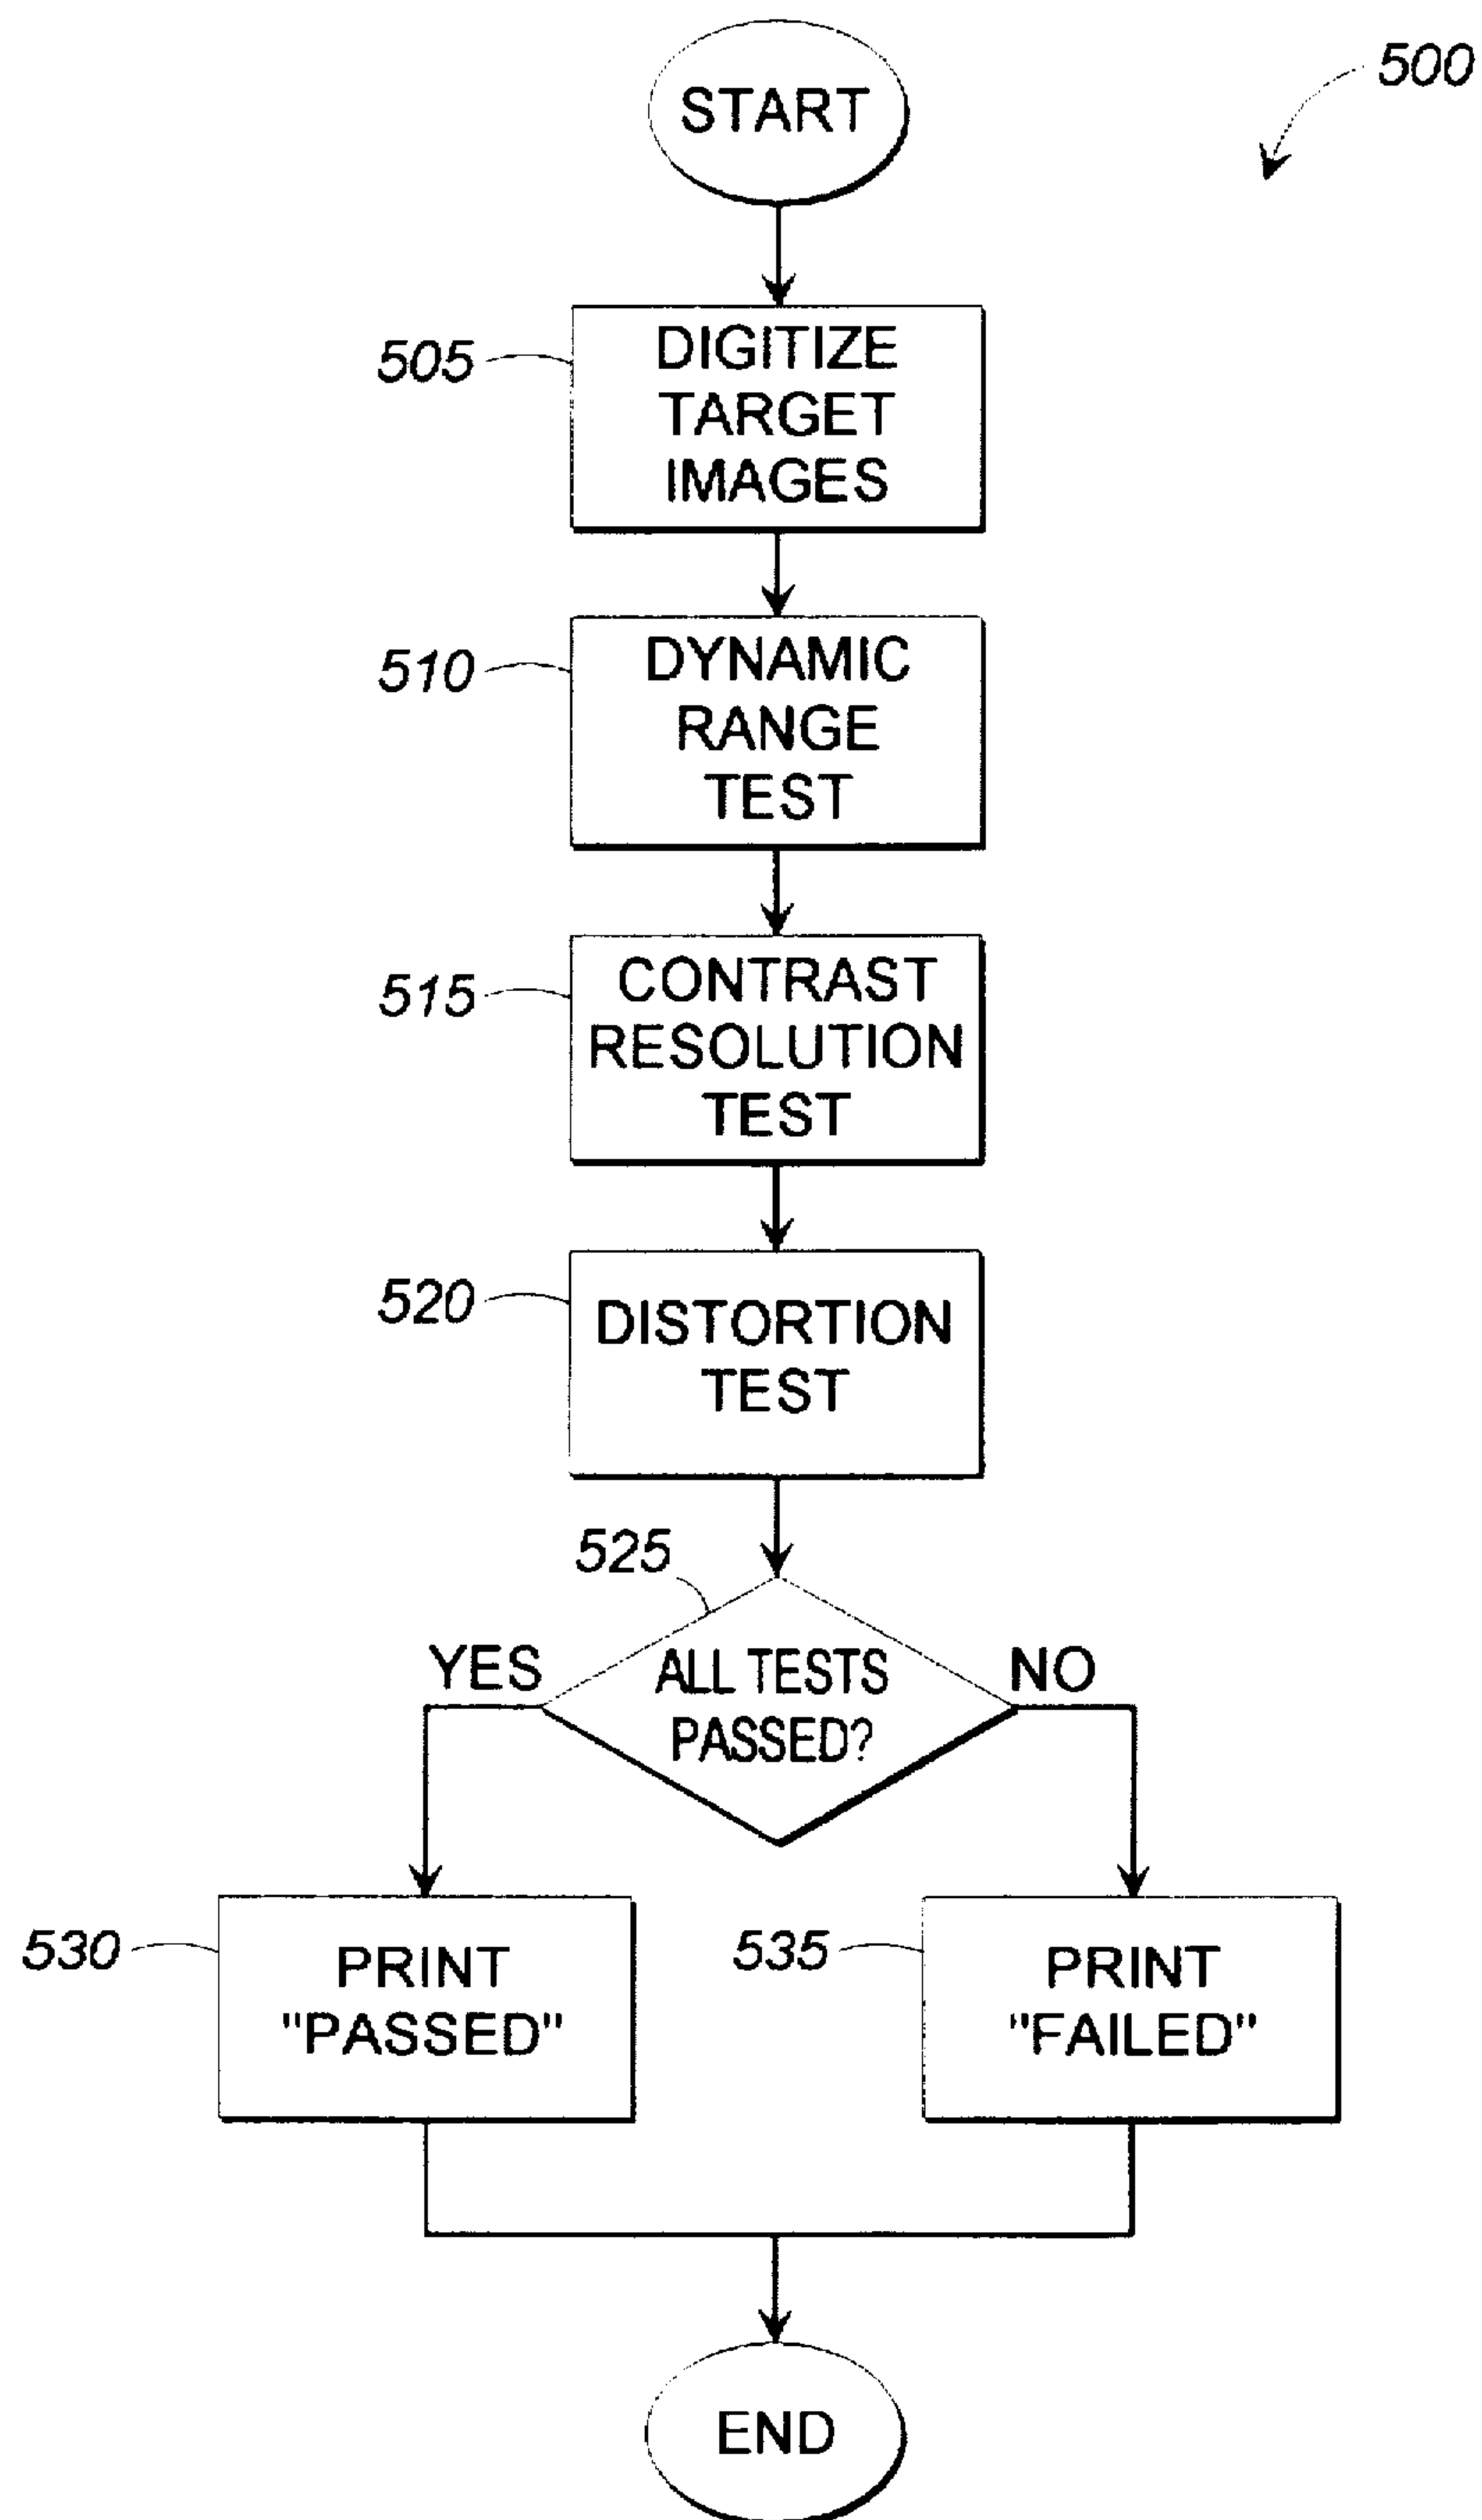 START
500
505
DIGITIZE
TARGET
IMAGES
510
DYNAMIC
RANGE
TEST
515
CONTRAST
RESOLUTION
TEST
520
DISTORTION
TEST
525
YES
ALL TESTS
PASSED?
NO
530
PRINT
"PASSED"
535
PRINT
"FAILED"
END